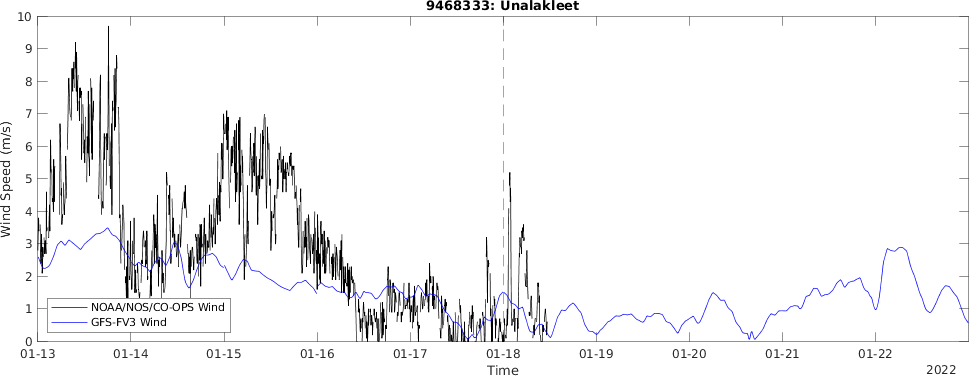 9468333: Unalakleet
Wind Speed (m/s)
10
9
8
7
6
5
4
3
2
1
0
NOAA/NOS/CO-OPS Wind
GFS-FV3 Wind
01-13 01-14 01-15 01-16 01-17 01-18 01-19 01-20 01-21 01-22
Time
2022